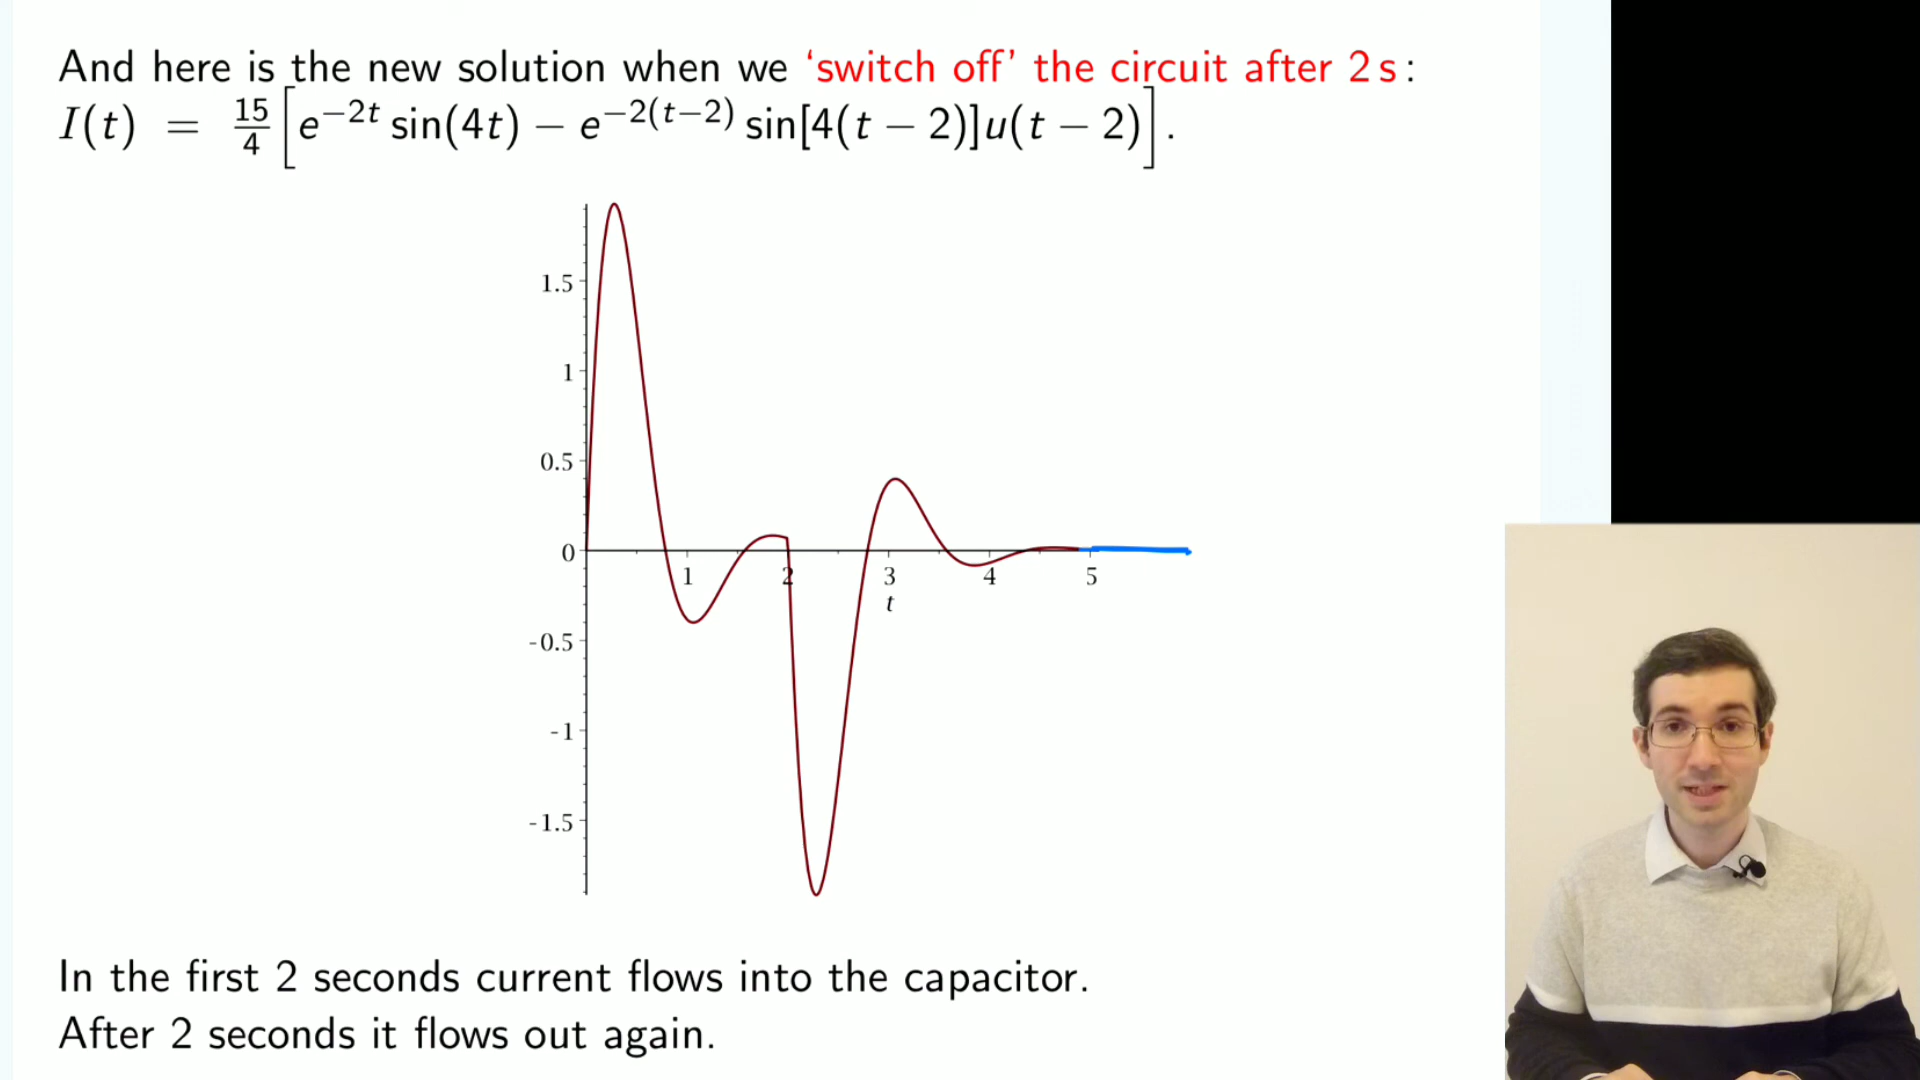 And here is the new solution when we ‘switch off’ the circuit after 2 s:
I(t) = 15/4 [e^{−2t} sin(4t) − e^{−2(t−2)} sin[4(t − 2)]u(t − 2)].
1.5
1
0.5
0
1 2 3 4 5
t
-0.5
-1
-1.5
In the first 2 seconds current flows into the capacitor.
After 2 seconds it flows out again.